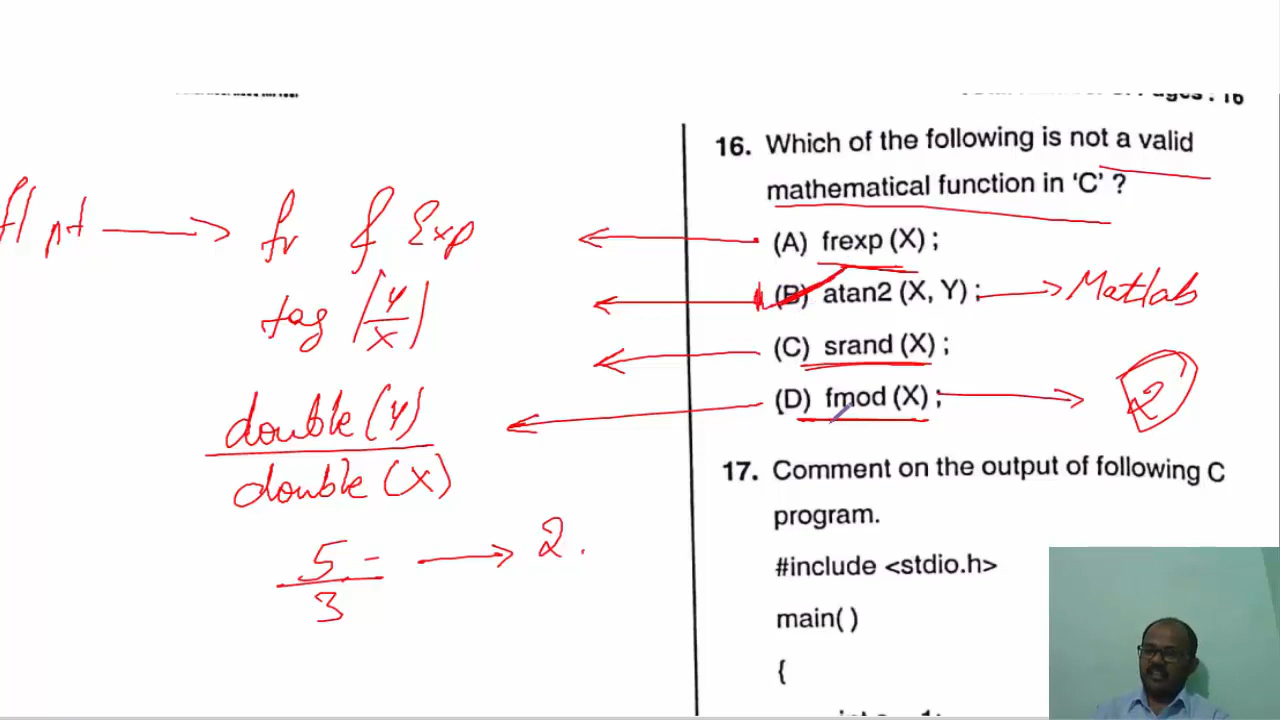 16. Which of the following is not a valid
mathematical function in 'C' ?
(A) frexp (X) ;
(B) atan2 (X, Y) ;
(C) srand (X) ;
(D) fmod (X) ;
17. Comment on the output of following C
program.
#include <stdio.h>
main( )
{
fl pt → fr & Exp
tag (y/x)
double (y)
double (x)
5
3 → 2.
Matlab